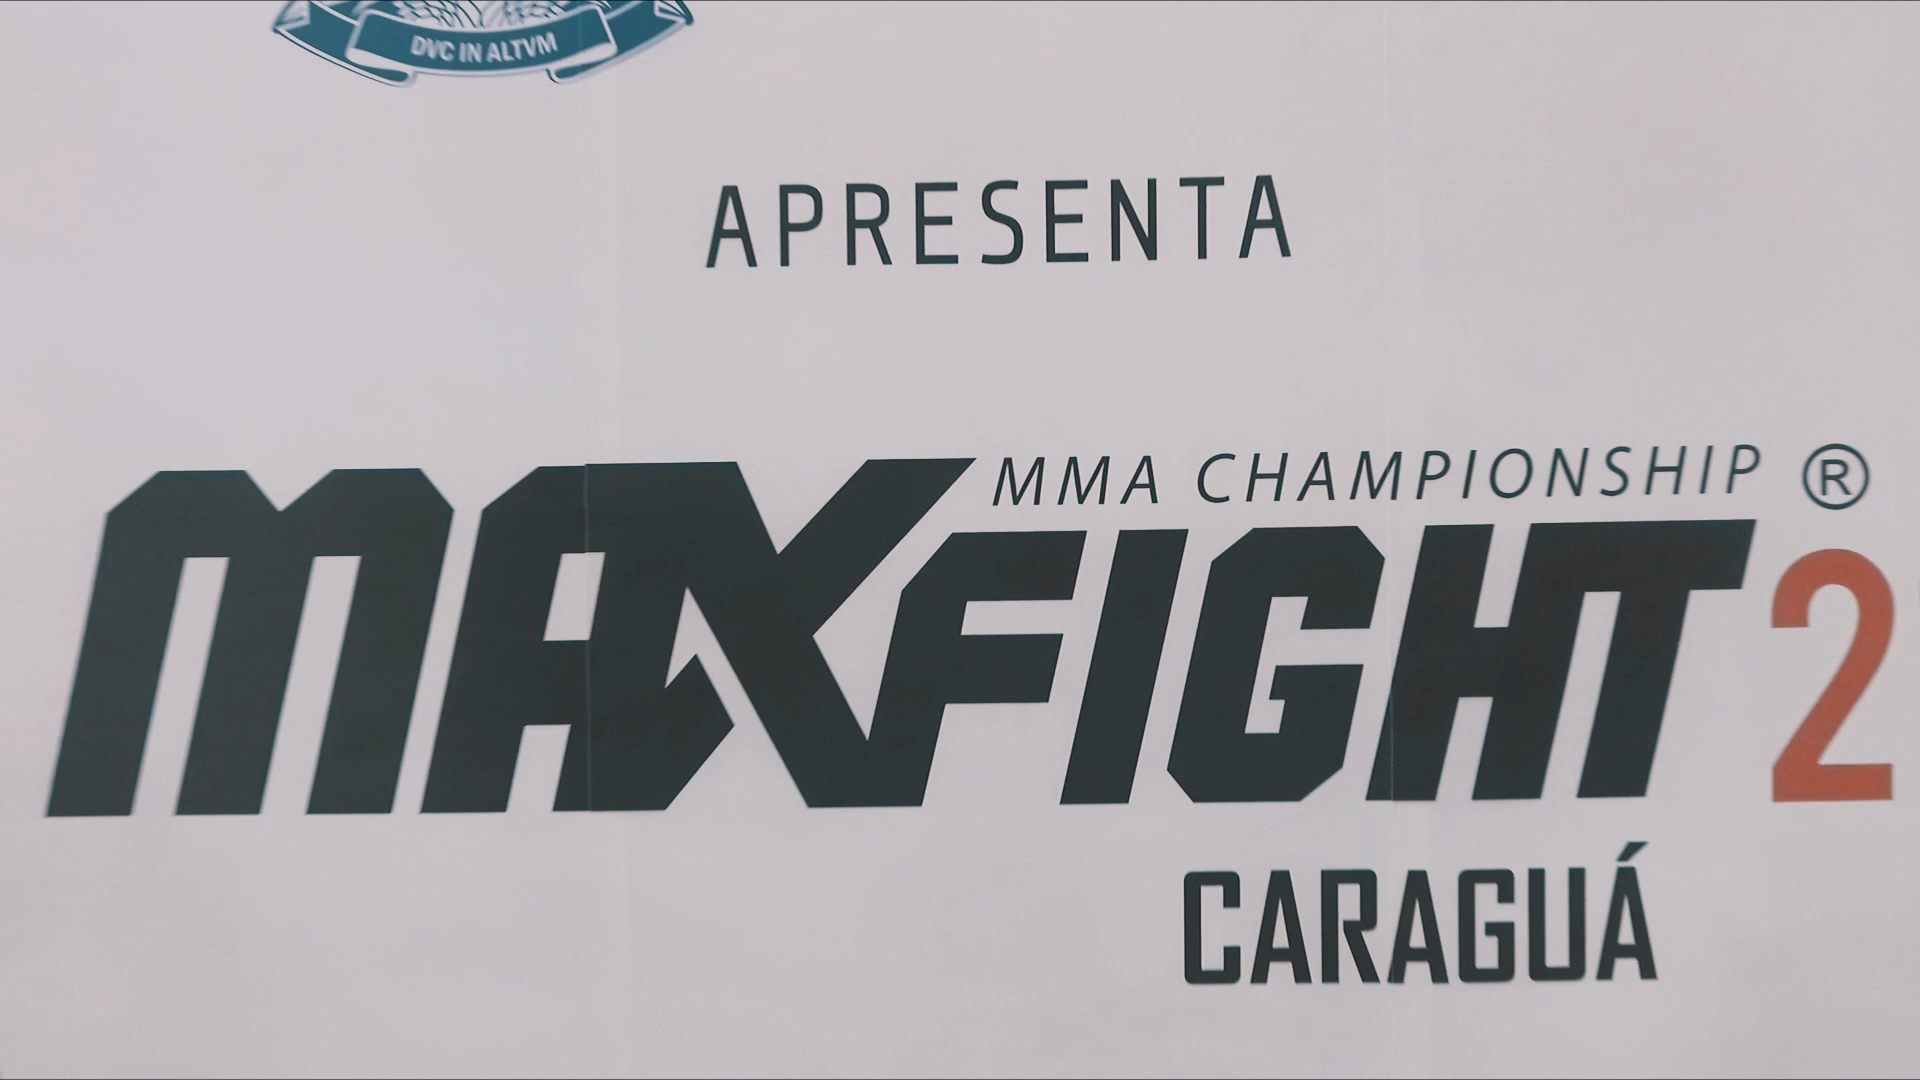 DVC IN ALTVM
APRESENTA
MMA CHAMPIONSHIP ®
MAXFIGHT 2
CARAGUÁ